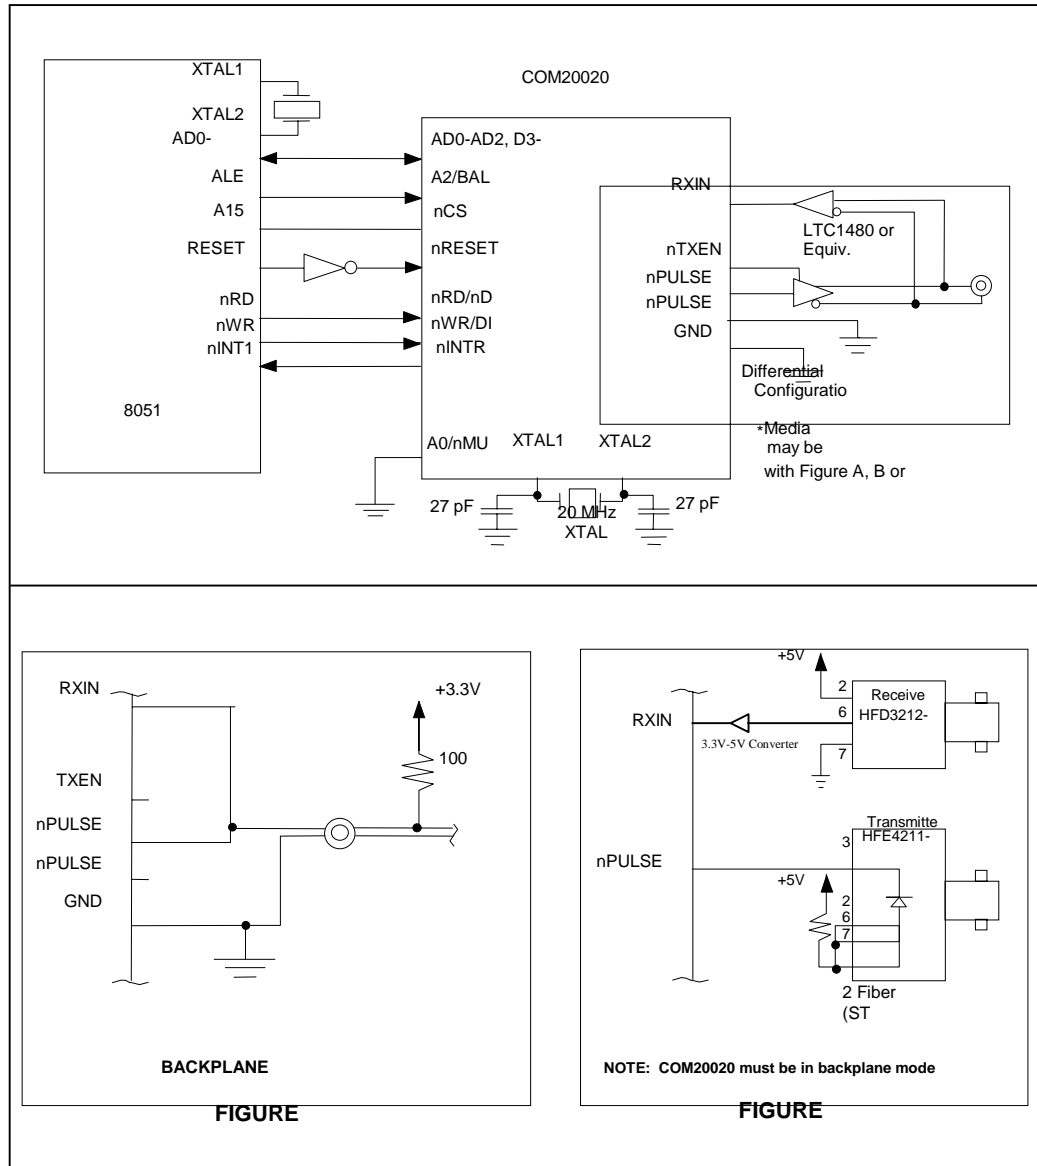 XTAL1
XTAL2
AD0-
ALE
A15
RESET
nRD
nWR
nINT1
8051
COM20020
AD0-AD2, D3-
A2/BAL
nCS
nRESET
nRD/nD
nWR/DI
nINTR
A0/nMU
XTAL1
XTAL2
RXIN
nTXEN
nPULSE
nPULSE
GND
LTC1480 or
Equiv.
Differential
Configuratio
*Media
may be
with Figure A, B or
27 pF
20 MHz
XTAL
27 pF
RXIN
TXEN
nPULSE
nPULSE
GND
+3.3V
100
BACKPLANE
FIGURE
+5V
2
6
7
Receive
HFD3212-
RXIN
3.3V-5V Converter
Transmitte
HFE4211-
3
nPULSE
+5V
2
6
7
2 Fiber
(ST
NOTE: COM20020 must be in backplane mode
FIGURE